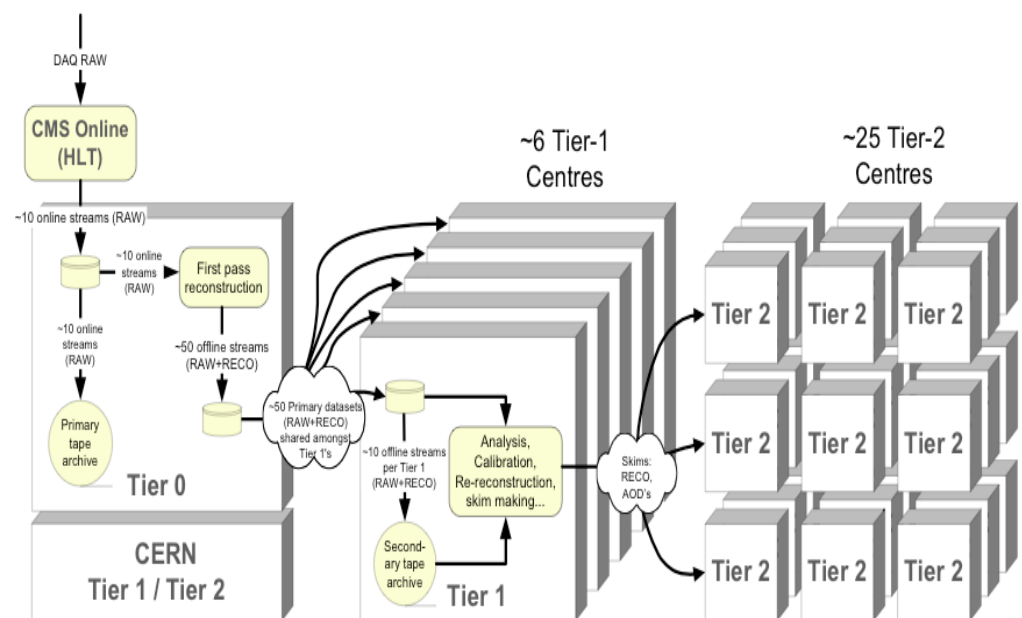 DAQ RAW
CMS Online
(HLT)
~10 online streams (RAW)
~10 online
streams
(RAW)
First pass
reconstruction
~10 online
streams
(RAW)
~50 offline streams
(RAW+RECO)
Primary
tape
archive
Tier 0
CERN
Tier 1 / Tier 2
~50 Primary datasets
(RAW+RECO)
shared amongst
Tier 1's
~6 Tier-1
Centres
~10 offline streams
per Tier 1
(RAW+RECO)
Analysis,
Calibration,
Re-reconstruction,
skim making...
Second-
ary tape
archive
Tier 1
Skims:
RECO,
AOD's
~25 Tier-2
Centres
Tier 2 Tier 2 Tier 2
Tier 2 Tier 2 Tier 2
Tier 2 Tier 2 Tier 2